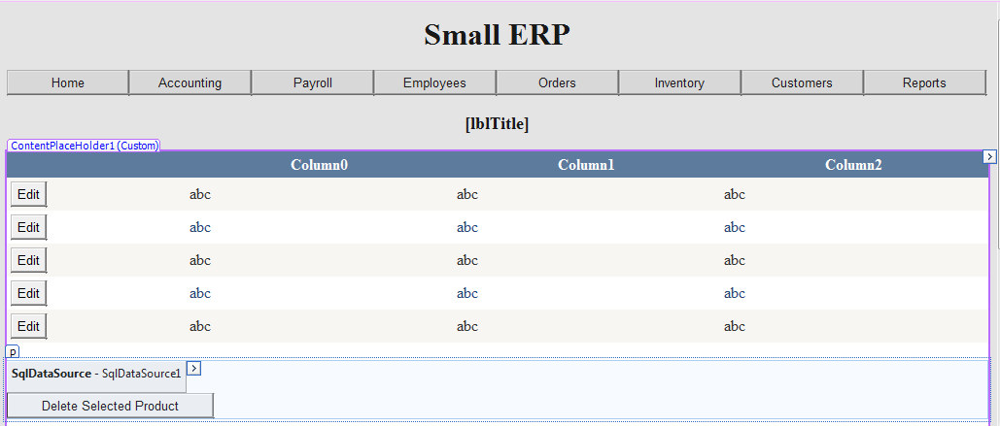 Small ERP
Home Accounting Payroll Employees Orders Inventory Customers Reports
[lblTitle]
ContentPlaceHolder1 (Custom)
Column0 Column1 Column2
Edit abc abc abc
Edit abc abc abc
Edit abc abc abc
Edit abc abc abc
Edit abc abc abc
p
SqlDataSource - SqlDataSource1
Delete Selected Product